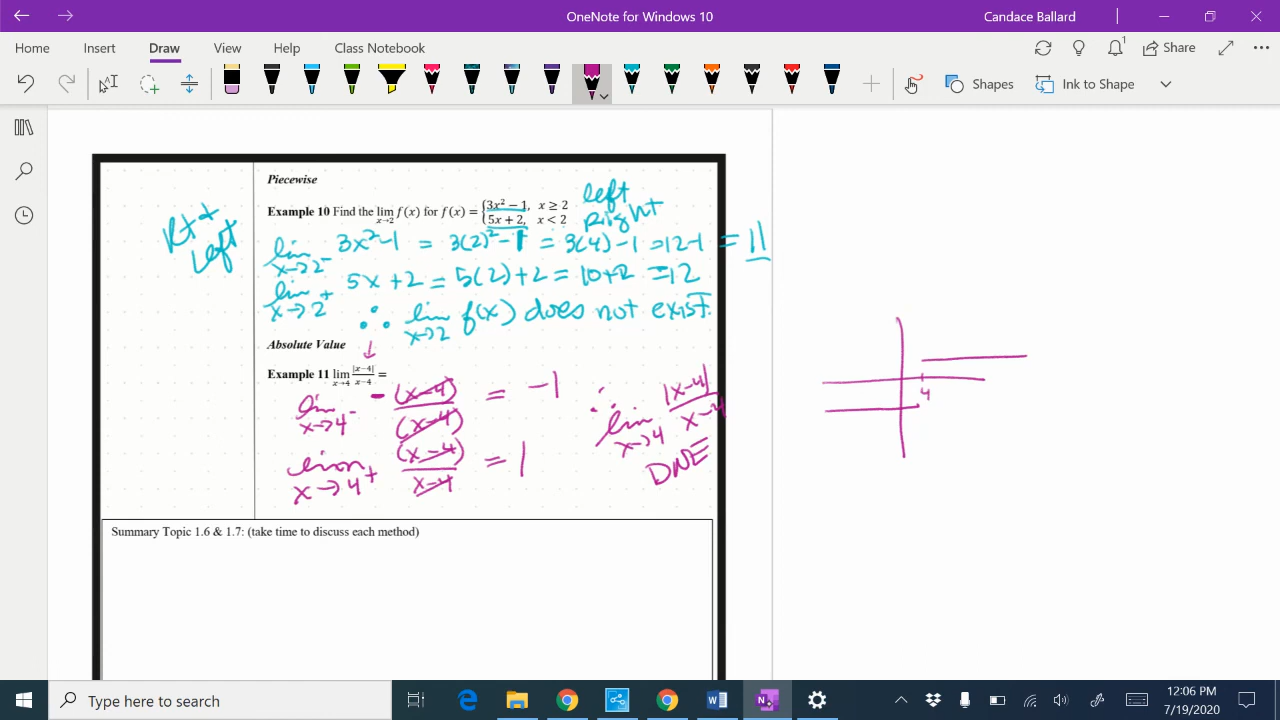 OneNote for Windows 10
Candace Ballard
Home Insert Draw View Help Class Notebook
1
Share
Shapes
Ink to Shape
Piecewise
Example 10 Find the lim x→2 f(x) for f(x) = { 3x² − 1, x ≥ 2
5x + 2, x < 2
left
right
Rt +
Left
lim x→2⁻ 3x²−1 = 3(2)²−1 = 3(4)−1 = 12−1 = 11
lim x→2⁺ 5x+2 = 5(2)+2 = 10+2 = 12
∴ lim x→2 f(x) does not exist.
Absolute Value
Example 11 lim x→4 |x−4|/x−4 =
lim x→4⁻ −(x−4)/(x−4) = −1
∴ lim x→4 |x−4|/x−4
DNE
lim x→4⁺ (x−4)/x−4 = 1
4
Summary Topic 1.6 & 1.7: (take time to discuss each method)
Type here to search
12:06 PM
7/19/2020